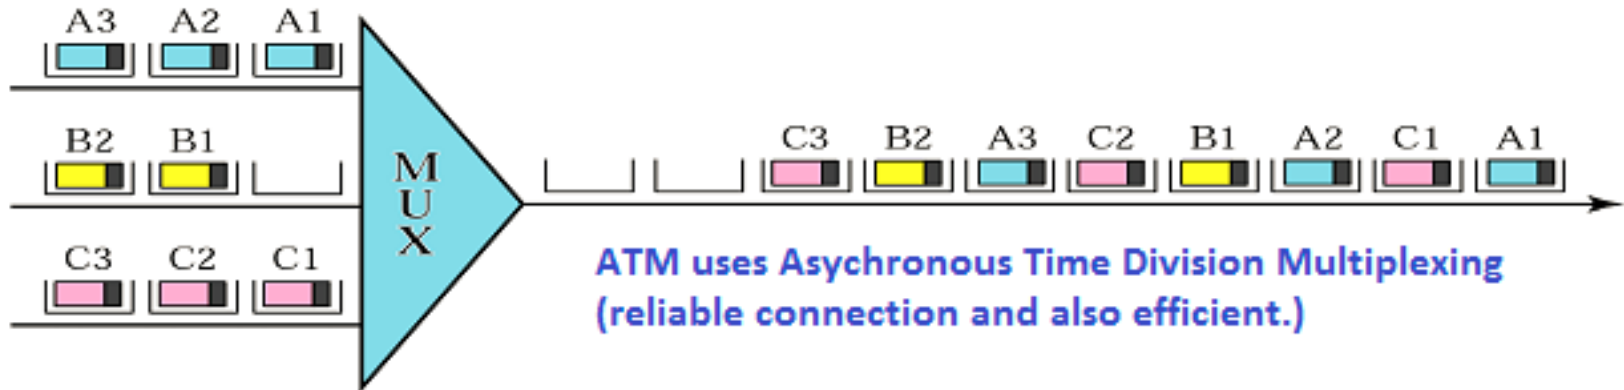 A3 A2 A1
B2 B1
C3 C2 C1
MUX
C3 B2 A3 C2 B1 A2 C1 A1
ATM uses Asychronous Time Division Multiplexing
(reliable connection and also efficient.)